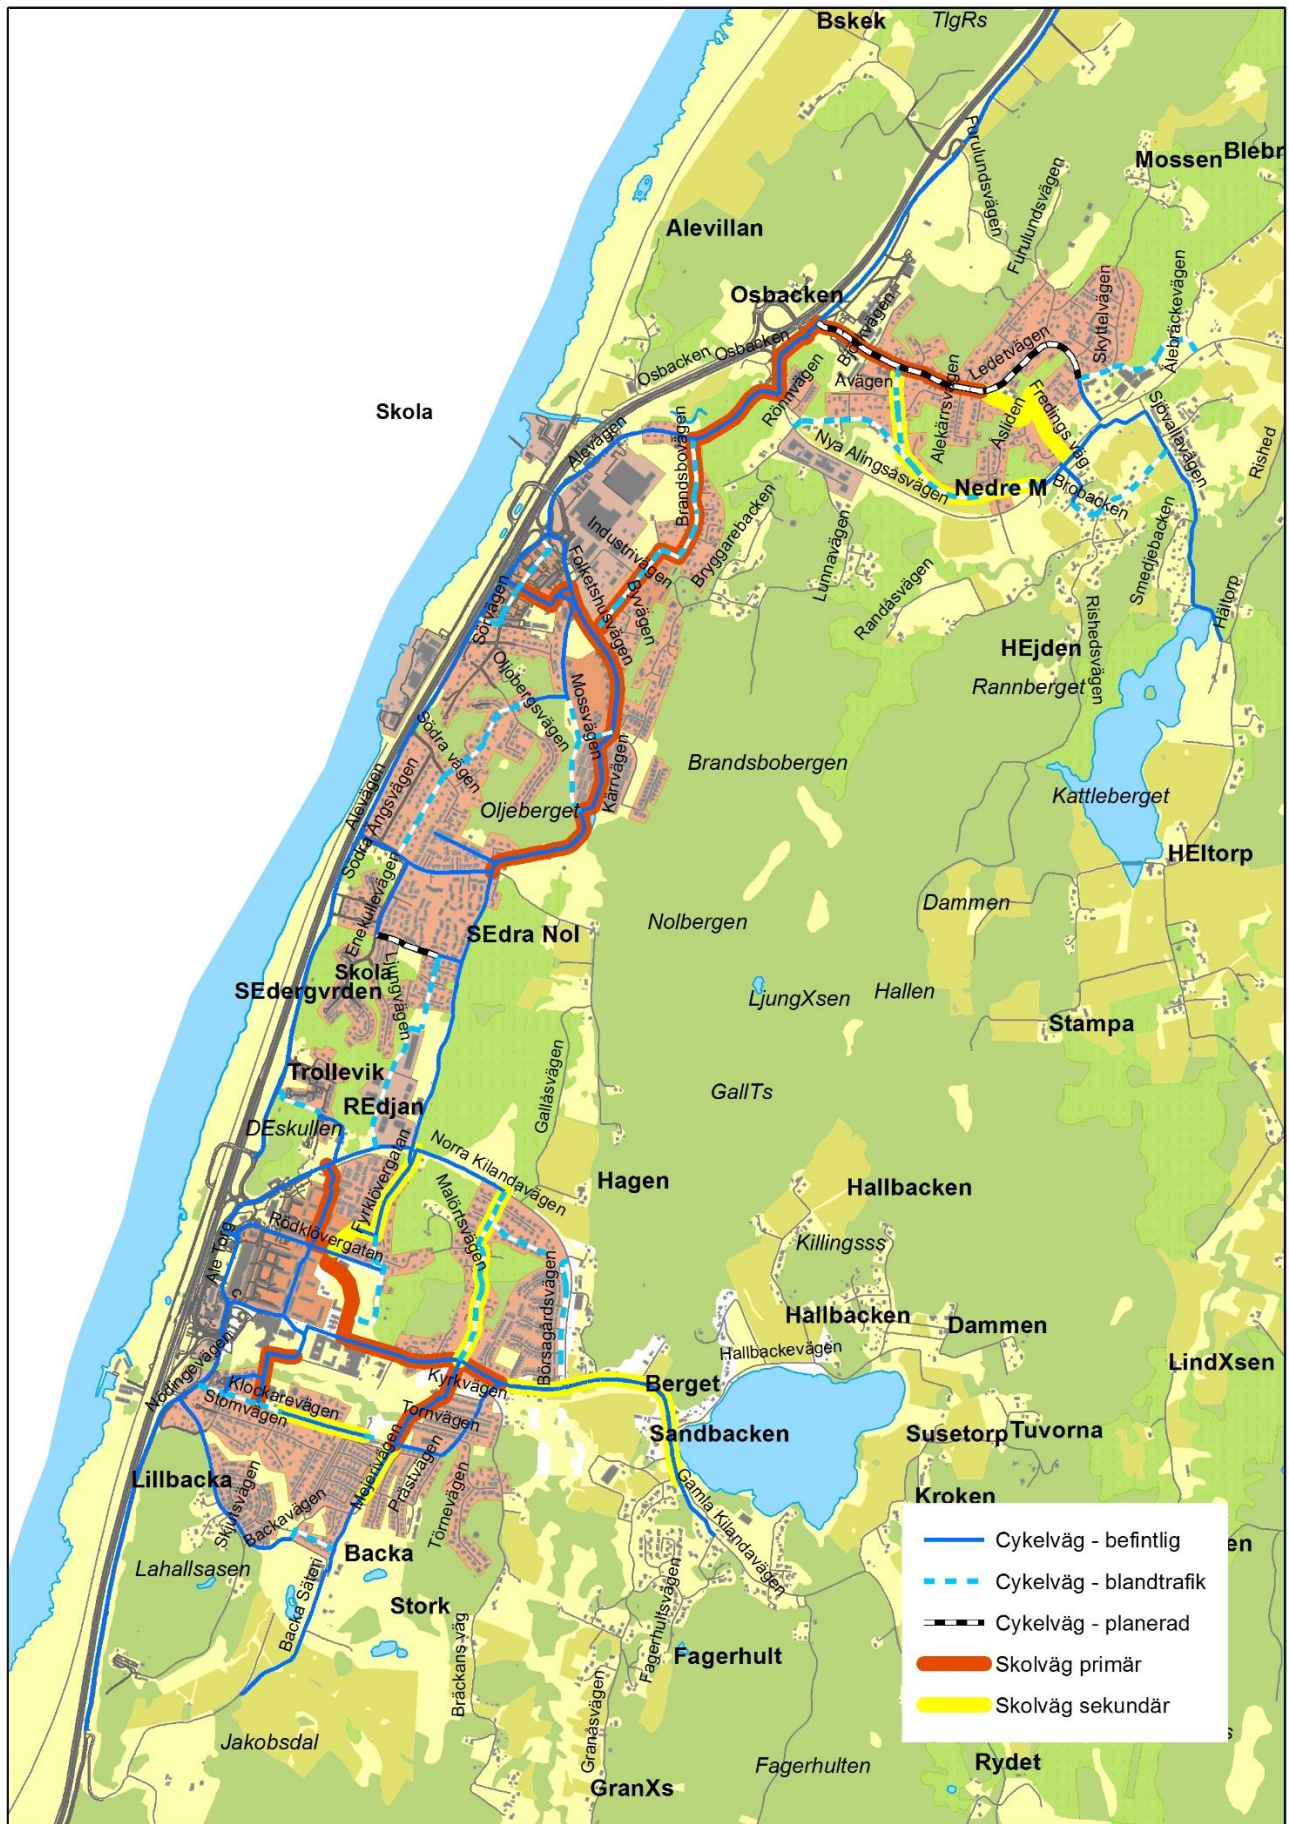 Bskek
TlgRs
Furulundsvägen
Furulundsvägen
Mossen
Blebr
Alevillan
Osbacken
Osbacken
Osbacken
Skyttelvägen
Alebräckevägen
Ledetvägen
Avägen
Rönnvägen
Skola
Alekärrsvägen
Åsliden
Fredings väg
Sjövallavägen
Rished
Alevägen
Brandsbovägen
Nya Alingsåsvägen
Nedre M
Brobacken
Bryggarebacken
Industrivägen
Lunnavägen
Smedjebacken
Folketshusvägen
Byvägen
Randåsvägen
Rishedsvägen
Hältorp
Sörvägen
HEjden
Rannberget
Oljobergsvägen
Mossvägen
Södra vägen
Brandsbobergen
Kärrvägen
Kattleberget
Alevägen
Södra Ängsvägen
Oljeberget
HEltorp
Enekullevägen
Dammen
Nolbergen
SEdra Nol
Skola
Ljungvägen
SEdergvrden
LjungXsen
Hallen
Stampa
Trollevik
GallTs
Gallåsvägen
REdjan
DEskullen
Norra Kilandavägen
Fyrklövergatan
Malörtsvägen
Hagen
Hallbacken
Rödklövergatan
Ale Torg
Killingsss
Börsagårdsvägen
Hallbacken
Dammen
Hallbackevägen
LindXsen
Nödingevägen
Klockarevägen
Kyrkvägen
Berget
Stomvägen
Tornvägen
Sandbacken
Susetorp
Tuvorna
Lillbacka
Mejerivägen
Prästvägen
Törnevägen
Gamla Kilandavägen
Kroken
Skjutsvägen
Backavägen
Cykelväg - befintlig
en
Backa
Lahallsasen
Cykelväg - blandtrafik
Backa Säteri
Stork
Cykelväg - planerad
Fagerhultsvägen
Fagerhult
Skolväg primär
Bräckans väg
Skolväg sekundär
Granåsvägen
Jakobsdal
s
Fagerhulten
Rydet
GranXs